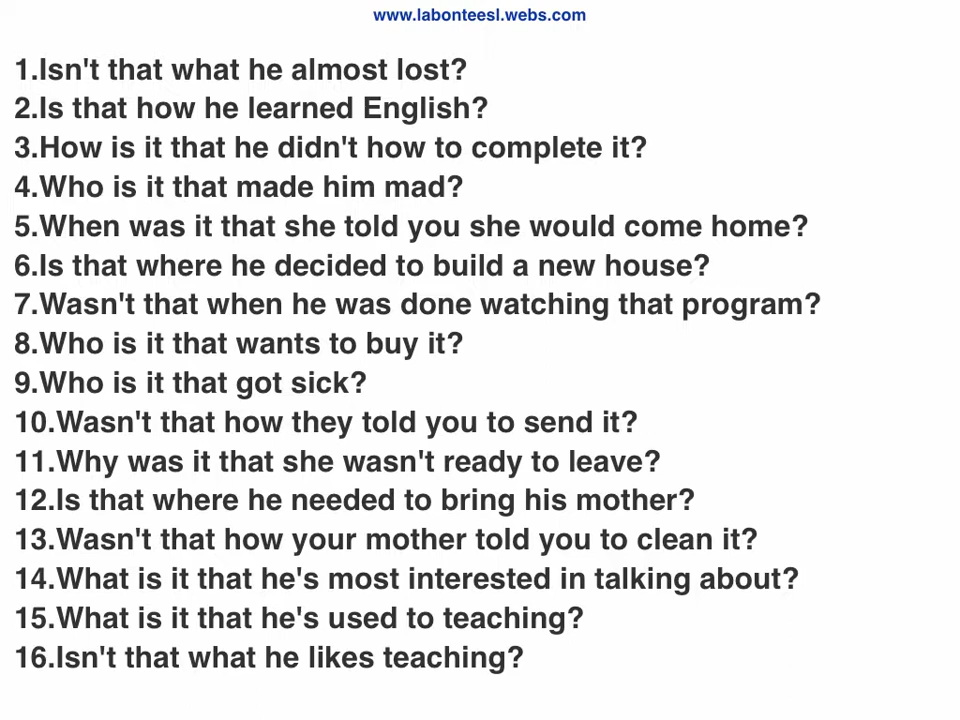 www.labonteesl.webs.com
1.Isn't that what he almost lost?
2.Is that how he learned English?
3.How is it that he didn't how to complete it?
4.Who is it that made him mad?
5.When was it that she told you she would come home?
6.Is that where he decided to build a new house?
7.Wasn't that when he was done watching that program?
8.Who is it that wants to buy it?
9.Who is it that got sick?
10.Wasn't that how they told you to send it?
11.Why was it that she wasn't ready to leave?
12.Is that where he needed to bring his mother?
13.Wasn't that how your mother told you to clean it?
14.What is it that he's most interested in talking about?
15.What is it that he's used to teaching?
16.Isn't that what he likes teaching?